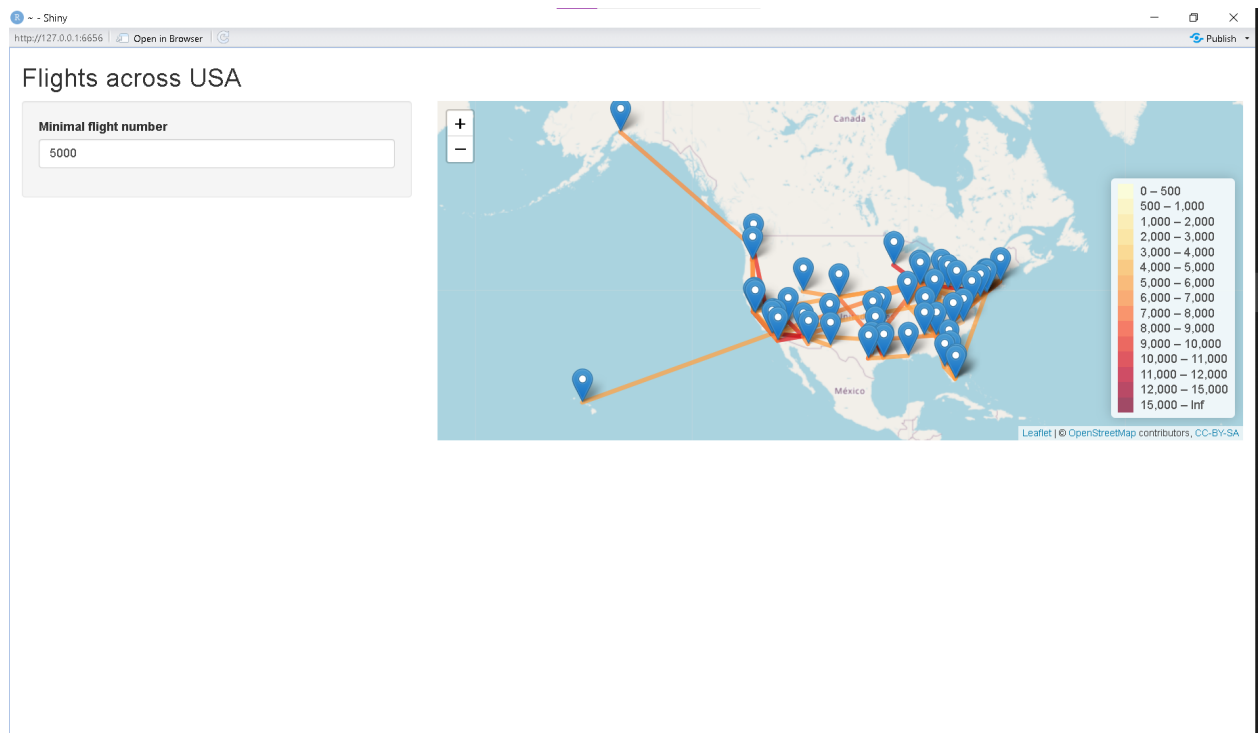 ~ - Shiny
http://127.0.0.1:6656 Open in Browser Publish
Flights across USA
Minimal flight number
5000
+
−
Canada
México
0 – 500
500 – 1,000
1,000 – 2,000
2,000 – 3,000
3,000 – 4,000
4,000 – 5,000
5,000 – 6,000
6,000 – 7,000
7,000 – 8,000
8,000 – 9,000
9,000 – 10,000
10,000 – 11,000
11,000 – 12,000
12,000 – 15,000
15,000 – Inf
Leaflet | © OpenStreetMap contributors, CC-BY-SA